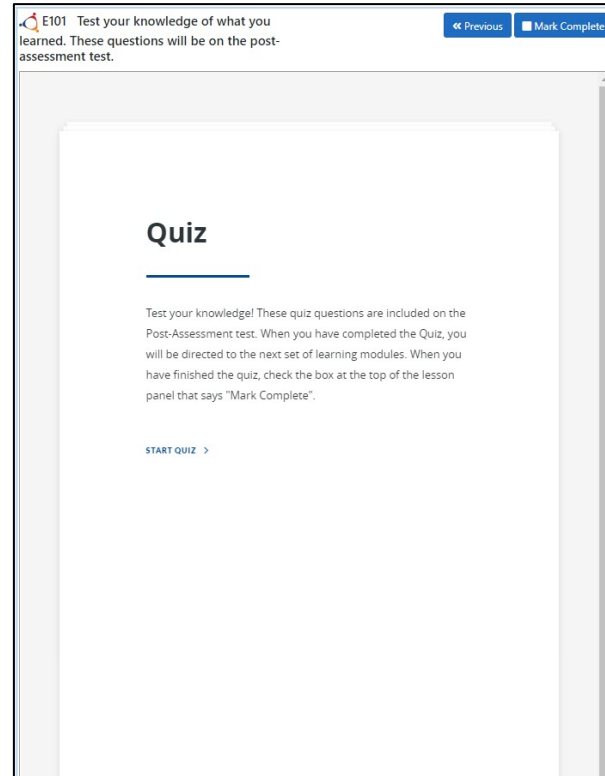 E101 Test your knowledge of what you
learned. These questions will be on the post-
assessment test.
« Previous
Mark Complete
Quiz
Test your knowledge! These quiz questions are included on the
Post-Assessment test. When you have completed the Quiz, you
will be directed to the next set of learning modules. When you
have finished the quiz, check the box at the top of the lesson
panel that says "Mark Complete".
START QUIZ >